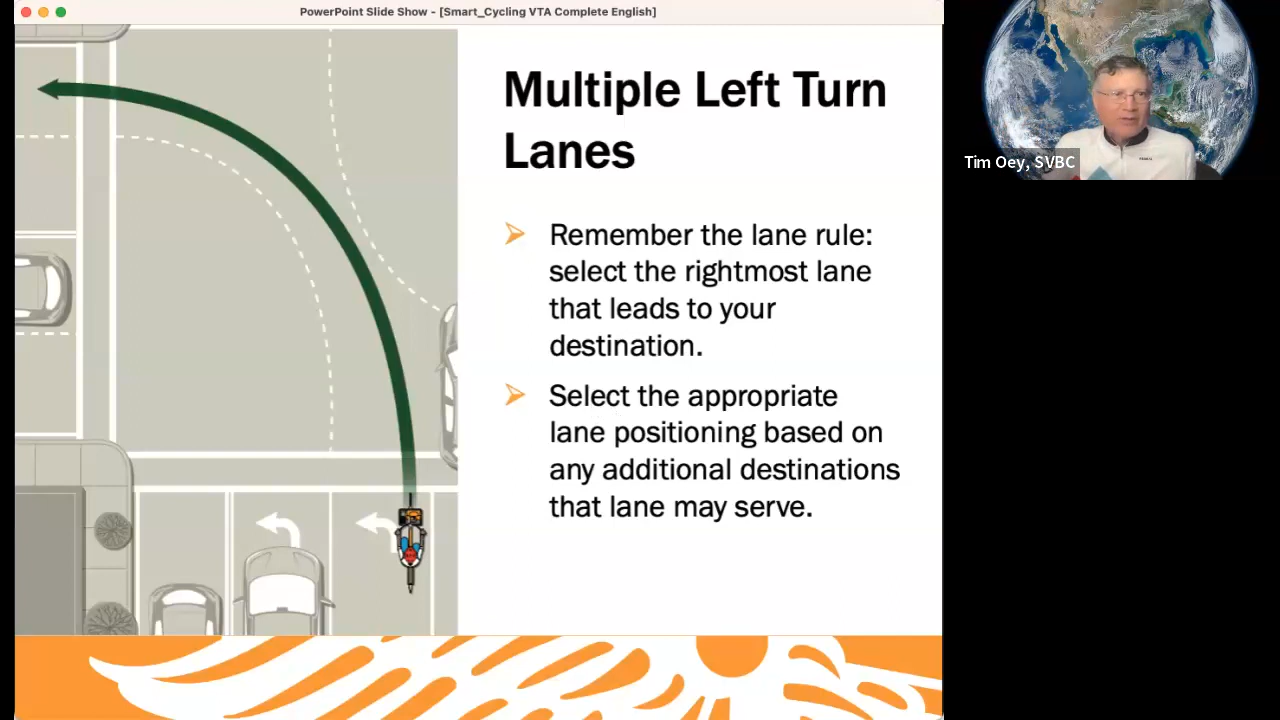 PowerPoint Slide Show - [Smart_Cycling VTA Complete English]
Multiple Left Turn
Lanes
Remember the lane rule:
select the rightmost lane
that leads to your
destination.
Select the appropriate
lane positioning based on
any additional destinations
that lane may serve.
Tim Oey, SVBC